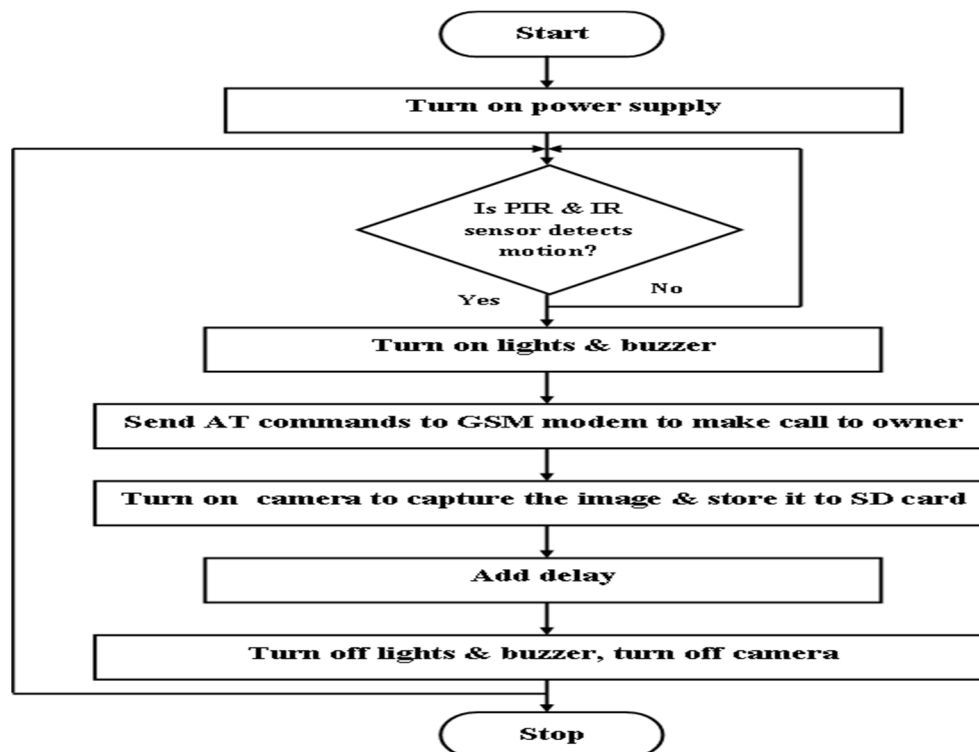 Start
Turn on power supply
Is PIR & IR
sensor detects
motion?
Yes
No
Turn on lights & buzzer
Send AT commands to GSM modem to make call to owner
Turn on camera to capture the image & store it to SD card
Add delay
Turn off lights & buzzer, turn off camera
Stop